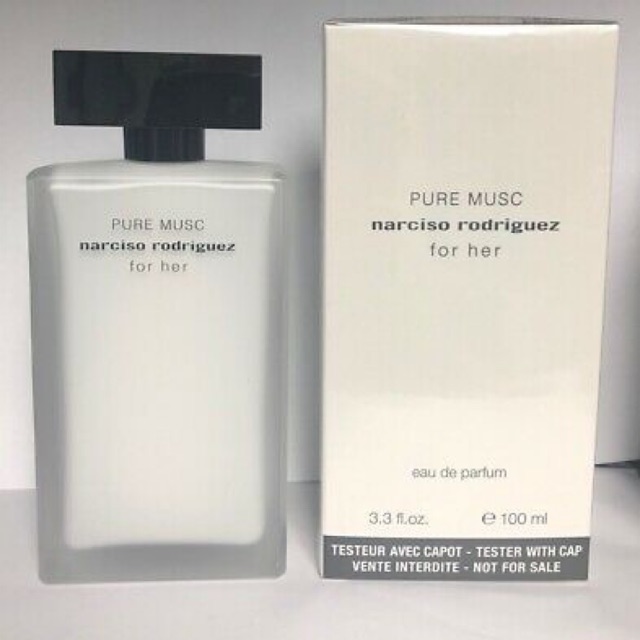 PURE MUSC
narciso rodriguez
for her
PURE MUSC
narciso rodriguez
for her
eau de parfum
3.3 fl.oz. ℮ 100 ml
TESTEUR AVEC CAPOT - TESTER WITH CAP
VENTE INTERDITE - NOT FOR SALE